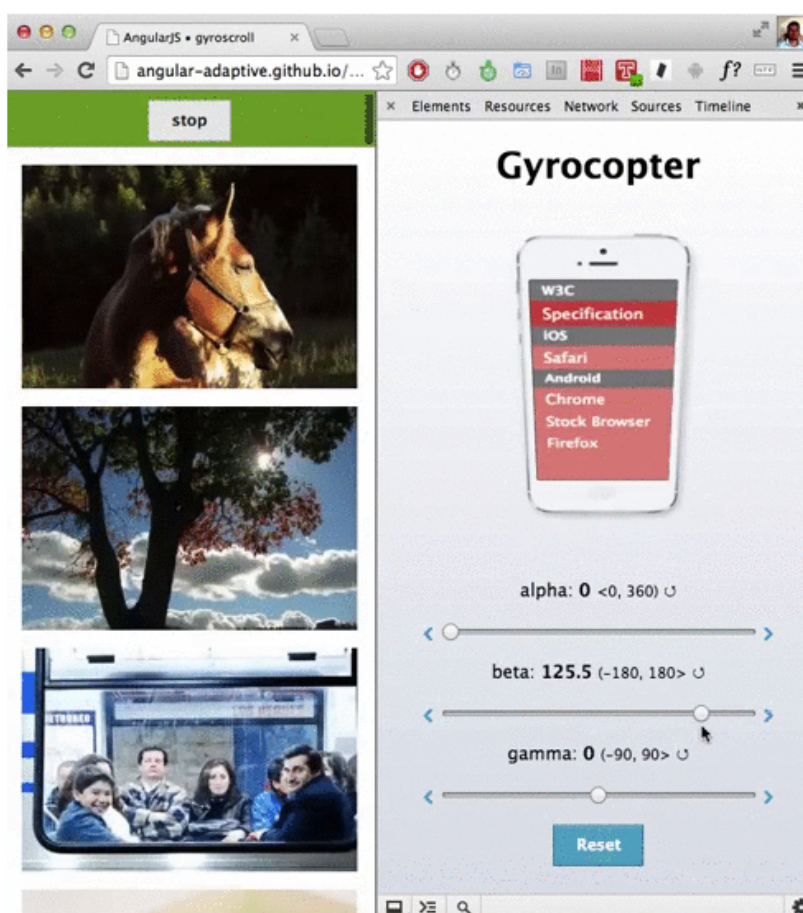 AngularJS • gyroscroll
angular-adaptive.github.io/...
f?
stop
Elements Resources Network Sources Timeline
Gyrocopter
W3C
Specification
iOS
Safari
Android
Chrome
Stock Browser
Firefox
alpha: 0 <0, 360)
beta: 125.5 (-180, 180>
gamma: 0 (-90, 90>
Reset